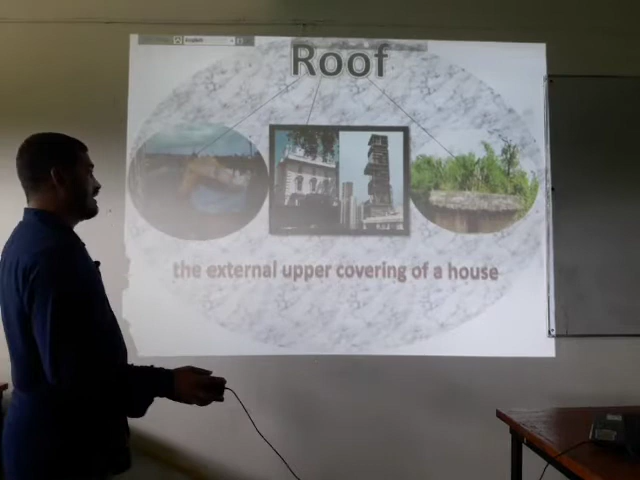 Roof
the external upper covering of a house